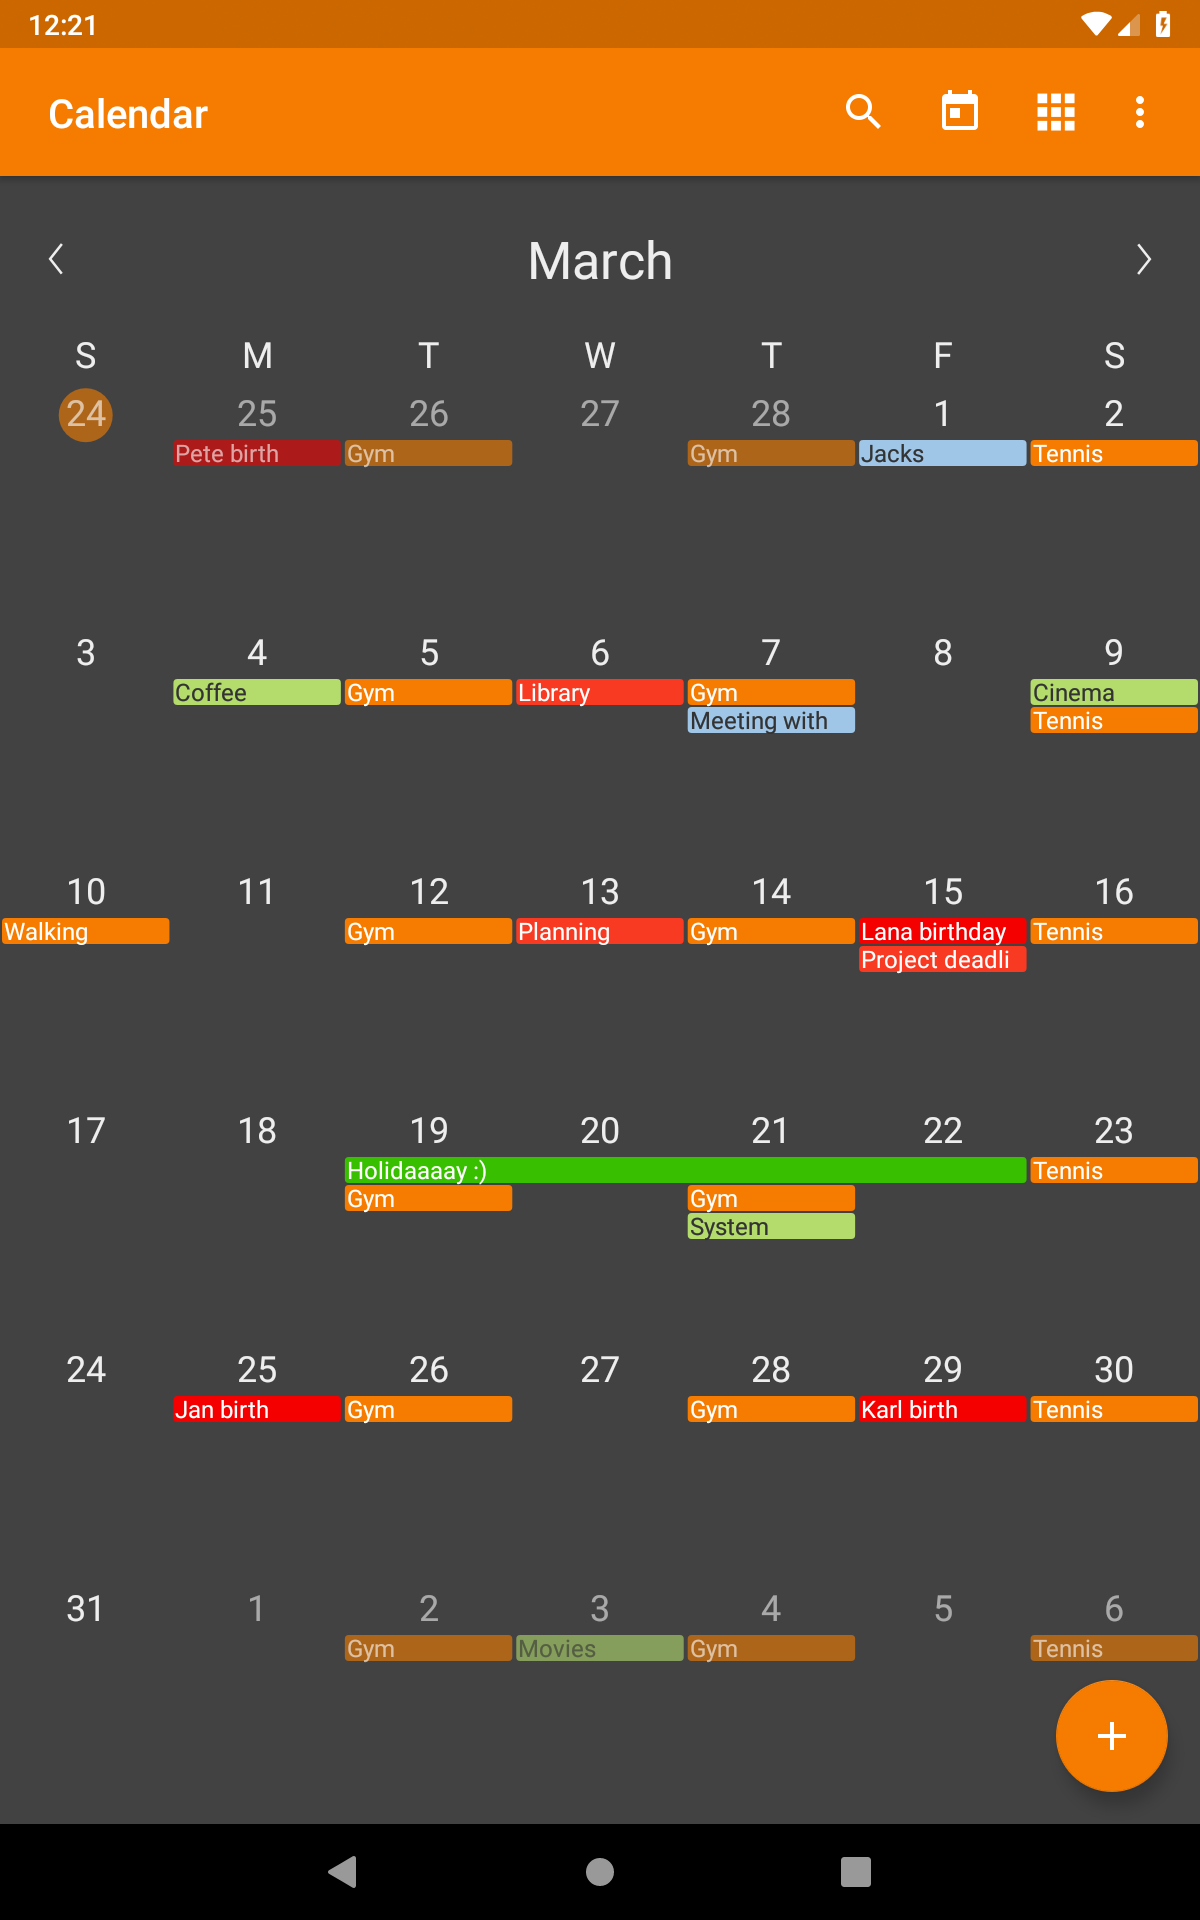 12:21
Calendar
March
S M T W T F S
24 25 26 27 28 1 2
Pete birth Gym Gym Jacks Tennis
3 4 5 6 7 8 9
Coffee Gym Library Gym Cinema
Meeting with Tennis
10 11 12 13 14 15 16
Walking Gym Planning Gym Lana birthday Tennis
Project deadli
17 18 19 20 21 22 23
Holidaaaay :) Tennis
Gym Gym
System
24 25 26 27 28 29 30
Jan birth Gym Gym Karl birth Tennis
31 1 2 3 4 5 6
Gym Movies Gym Tennis